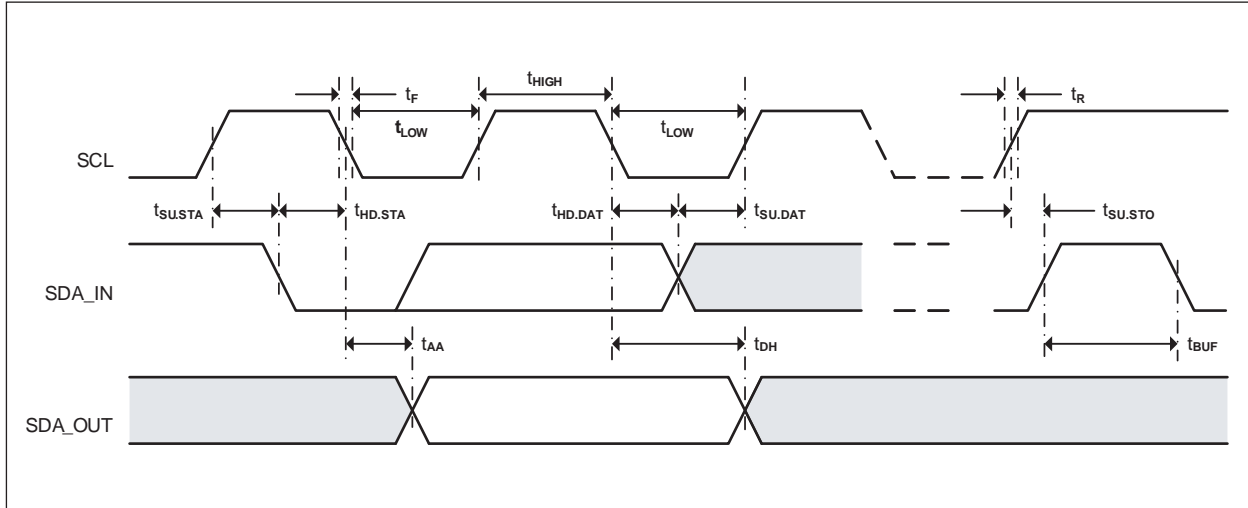 tHIGH
tF
tR
tLOW
tLOW
SCL
tSU.STA
tHD.STA
tHD.DAT
tSU.DAT
tSU.STO
SDA_IN
tAA
tDH
tBUF
SDA_OUT